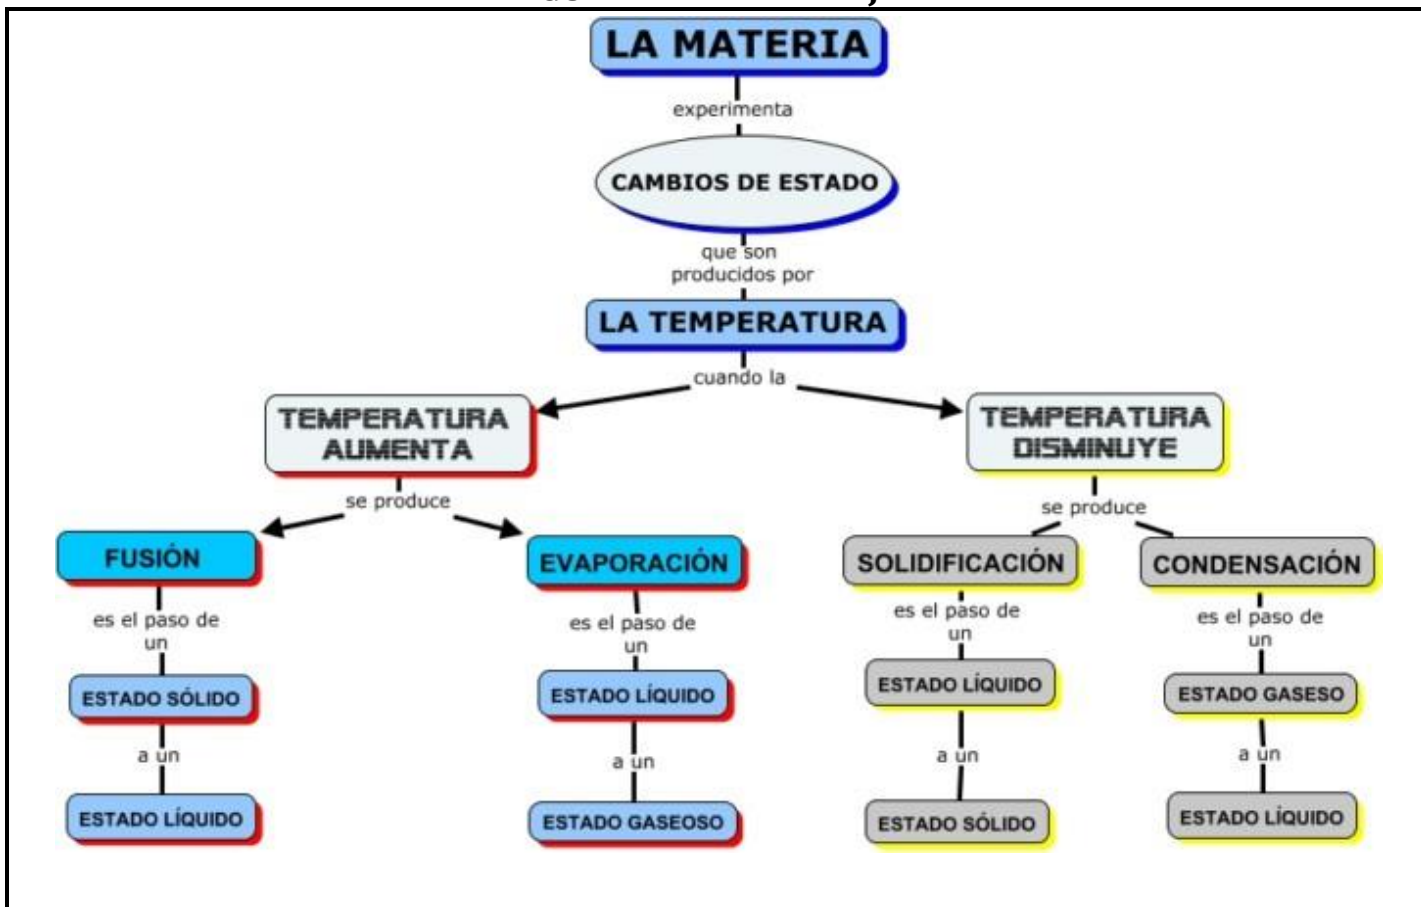 LA MATERIA
experimenta
CAMBIOS DE ESTADO
que son
producidos por
LA TEMPERATURA
cuando la
TEMPERATURA
AUMENTA
se produce
FUSIÓN
es el paso de
un
ESTADO SÓLIDO
a un
ESTADO LÍQUIDO
EVAPORACIÓN
es el paso de
un
ESTADO LÍQUIDO
a un
ESTADO GASEOSO
TEMPERATURA
DISMINUYE
se produce
SOLIDIFICACIÓN
es el paso de
un
ESTADO LÍQUIDO
a un
ESTADO SÓLIDO
CONDENSACIÓN
es el paso de
un
ESTADO GASESO
a un
ESTADO LÍQUIDO